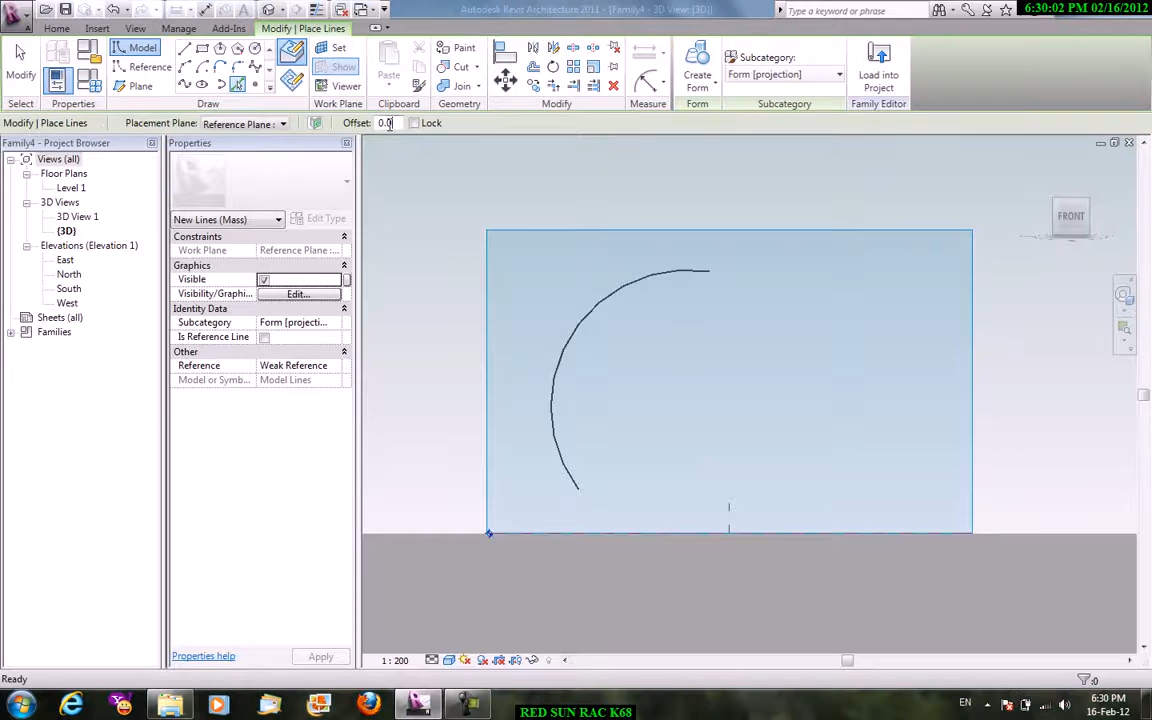 Autodesk Revit Architecture 2011 - Family4 - 3D View: {3D}
Type a keyword or phrase
6:30:02 PM 02/16/2012
Home Insert View Manage Add-Ins Modify | Place Lines
Model
Reference
Plane
Set
Show
Viewer
Paint
Cut
Join
Paste
Modify
Create
Form
Subcategory:
Form [projection]
Load into
Project
Select Properties Draw Work Plane Clipboard Geometry Modify Measure Form Subcategory Family Editor
Modify | Place Lines Placement Plane: Reference Plane : Offset: 0.0 Lock
Family4 - Project Browser
Views (all)
Floor Plans
Level 1
3D Views
3D View 1
{3D}
Elevations (Elevation 1)
East
North
South
West
Sheets (all)
Families
Properties
New Lines (Mass) Edit Type
Constraints
Work Plane Reference Plane :...
Graphics
Visible
Visibility/Graphi... Edit...
Identity Data
Subcategory Form [projecti...
Is Reference Line
Other
Reference Weak Reference
Model or Symb... Model Lines
Properties help Apply
FRONT
1 : 200
Ready
:0
EN
6:30 PM
16-Feb-12
RED SUN RAC K68